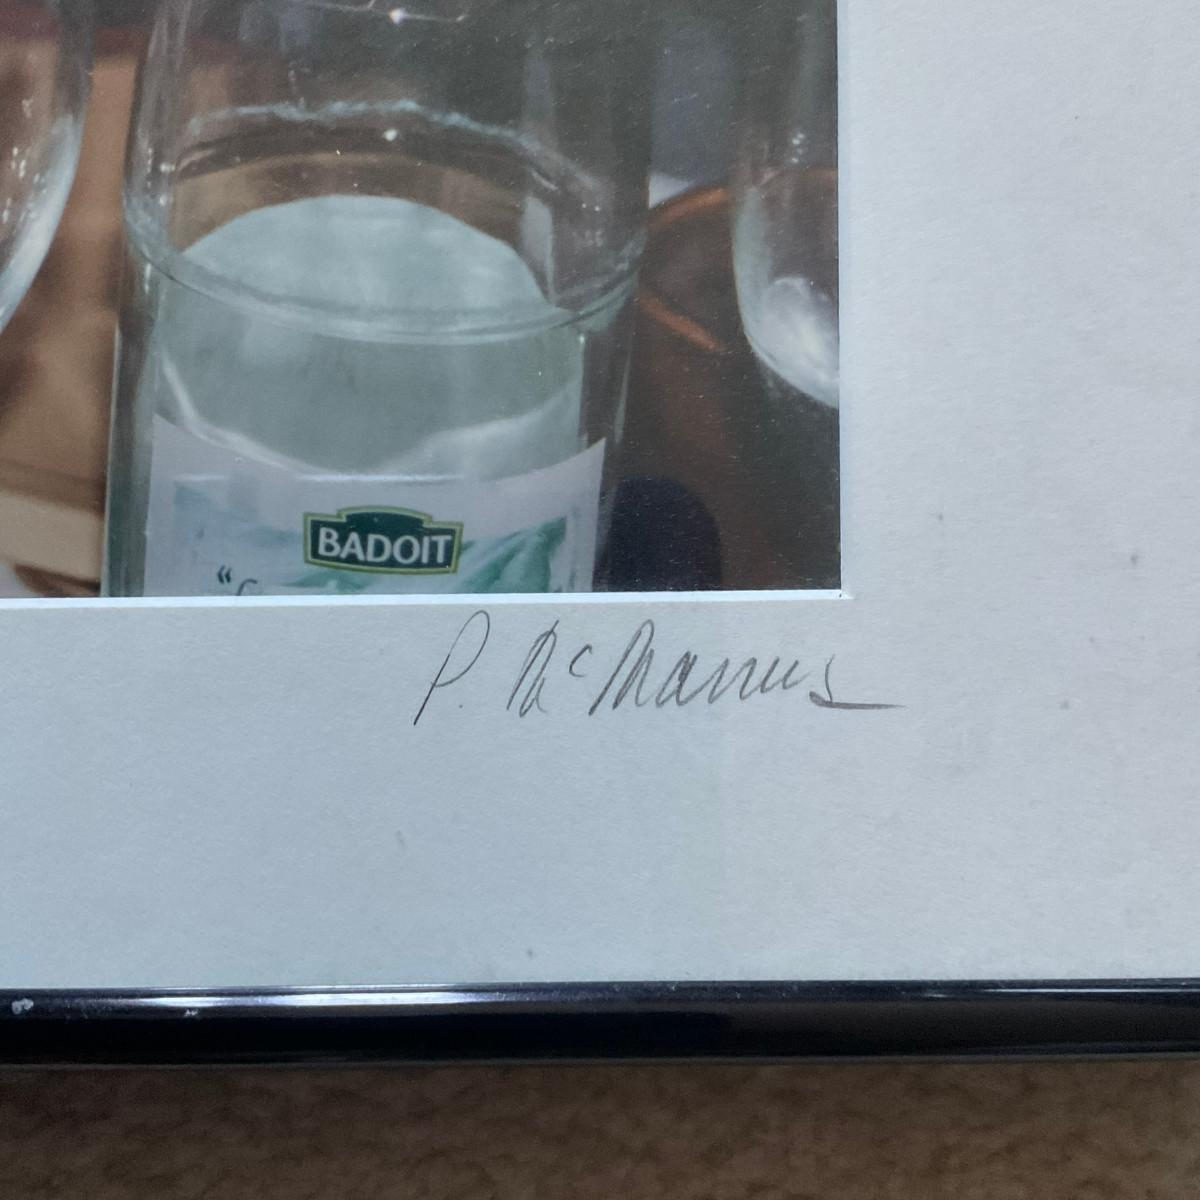 BADOIT
"
P. McManus